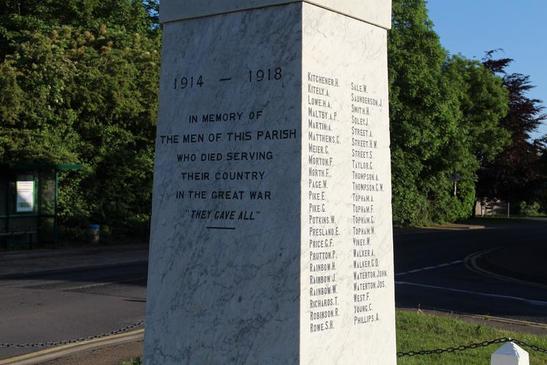 1914 — 1918
IN MEMORY OF
THE MEN OF THIS PARISH
WHO DIED SERVING
THEIR COUNTRY
IN THE GREAT WAR
"THEY GAVE ALL"
KITCHENER.H.
KITELY.A.
LOWE.H.A.
MALTBY.A.P.
MARTIN.A.
MATTHEWS.G.
MEIER.G.
MORTON.F.
NORTH.F.
PAGE.W.
PIKE.E.
PIKE.G.
POTKINS.W.
PRESLAND.E.
PRICE.G.F.
PRUTTON.P.
RAINBOW.H.
RAINBOW.J.
RAINBOW.W.
RICHARDS.T.
ROBINSON.R.
ROWE.S.H.
SALE.W.
SAUNDERSON.J.
SMITH.H.
SOLEY.J.
STREET.A.
STREET.H.W.
STREET.S.
TAYLOR.G.
THOMPSON.A.
THOMPSON.G.W.
TOPHAM.A.
TOPHAM.F.
TOPHAM.G.
TOPHAM.W.
VINEY.W.
WALKER.A.
WALKER.G.D.
WATERTON.JOHN
WATERTON.JOS.
WEST.F.
YOUNG.C.
PHILLIPS.A.